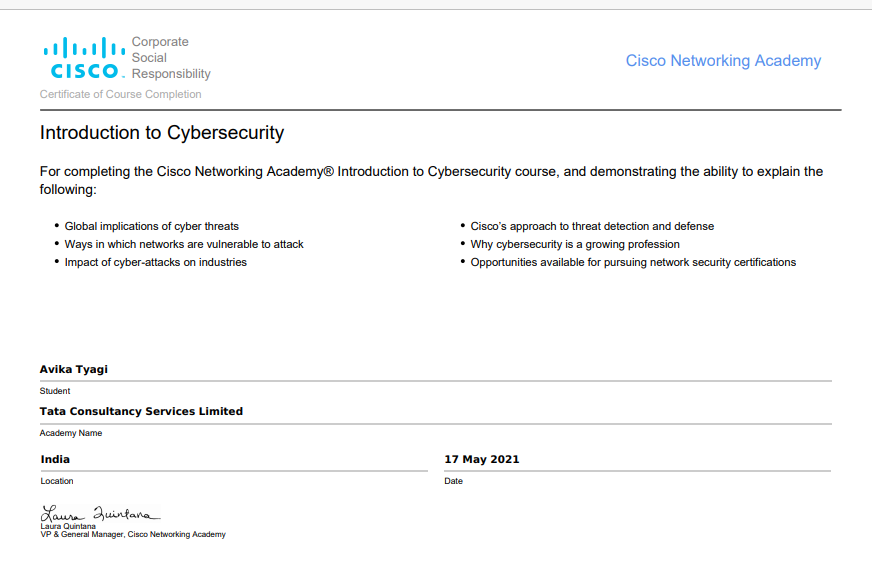 Corporate
Social
Responsibility
CISCO
Cisco Networking Academy
Certificate of Course Completion
Introduction to Cybersecurity
For completing the Cisco Networking Academy® Introduction to Cybersecurity course, and demonstrating the ability to explain the
following:
• Global implications of cyber threats
• Ways in which networks are vulnerable to attack
• Impact of cyber-attacks on industries
• Cisco's approach to threat detection and defense
• Why cybersecurity is a growing profession
• Opportunities available for pursuing network security certifications
Avika Tyagi
Student
Tata Consultancy Services Limited
Academy Name
India
Location
17 May 2021
Date
Laura Quintana
Laura Quintana
VP & General Manager, Cisco Networking Academy